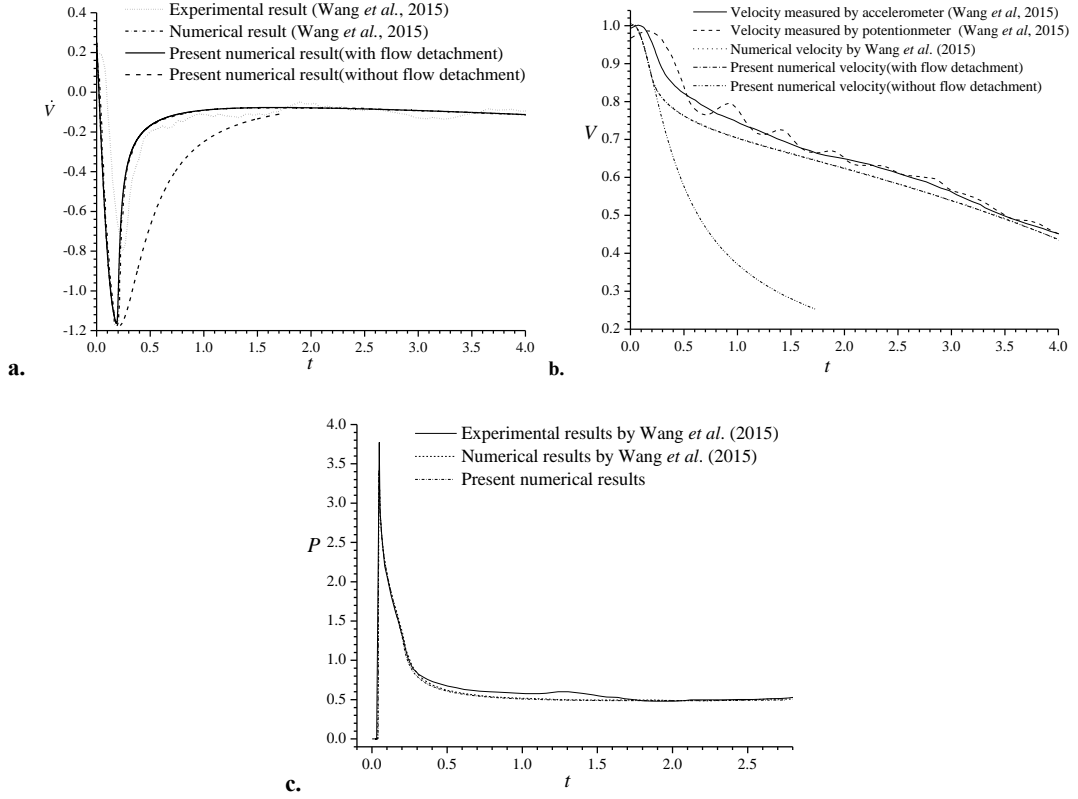 Experimental result (Wang et al., 2015)
Numerical result (Wang et al., 2015)
Present numerical result(with flow detachment)
Present numerical result(without flow detachment)
0.4
0.2
0.0
-0.2
-0.4
-0.6
-0.8
-1.0
-1.2
V̇
0.0 0.5 1.0 1.5 2.0 2.5 3.0 3.5 4.0
t
a.
Velocity measured by accelerometer (Wang et al, 2015)
Velocity measured by potentionmeter (Wang et al, 2015)
Numerical velocity by Wang et al. (2015)
Present numerical velocity(with flow detachment)
Present numerical velocity(without flow detachment)
1.0
0.9
0.8
0.7
0.6
0.5
0.4
0.3
0.2
V
0.0 0.5 1.0 1.5 2.0 2.5 3.0 3.5 4.0
t
b.
Experimental results by Wang et al. (2015)
Numerical results by Wang et al. (2015)
Present numerical results
4.0
3.5
3.0
2.5
2.0
1.5
1.0
0.5
0.0
P
0.0 0.5 1.0 1.5 2.0 2.5
t
c.